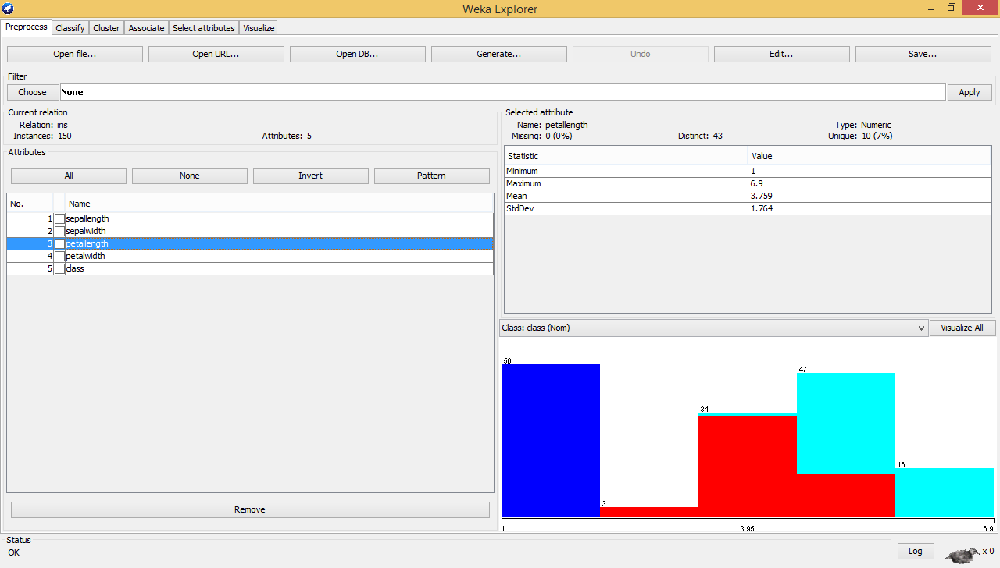 Weka Explorer
Preprocess Classify Cluster Associate Select attributes Visualize
Open file... Open URL... Open DB... Generate... Undo Edit... Save...
Filter
Choose None Apply
Current relation
Relation: iris
Instances: 150 Attributes: 5
Attributes
All None Invert Pattern
No. Name
1 sepallength
2 sepalwidth
3 petallength
4 petalwidth
5 class
Remove
Selected attribute
Name: petallength Type: Numeric
Missing: 0 (0%) Distinct: 43 Unique: 10 (7%)
Statistic Value
Minimum 1
Maximum 6.9
Mean 3.759
StdDev 1.764
Class: class (Nom) Visualize All
50
47
34
16
3
1 3.95 6.9
Status
OK
Log x 0